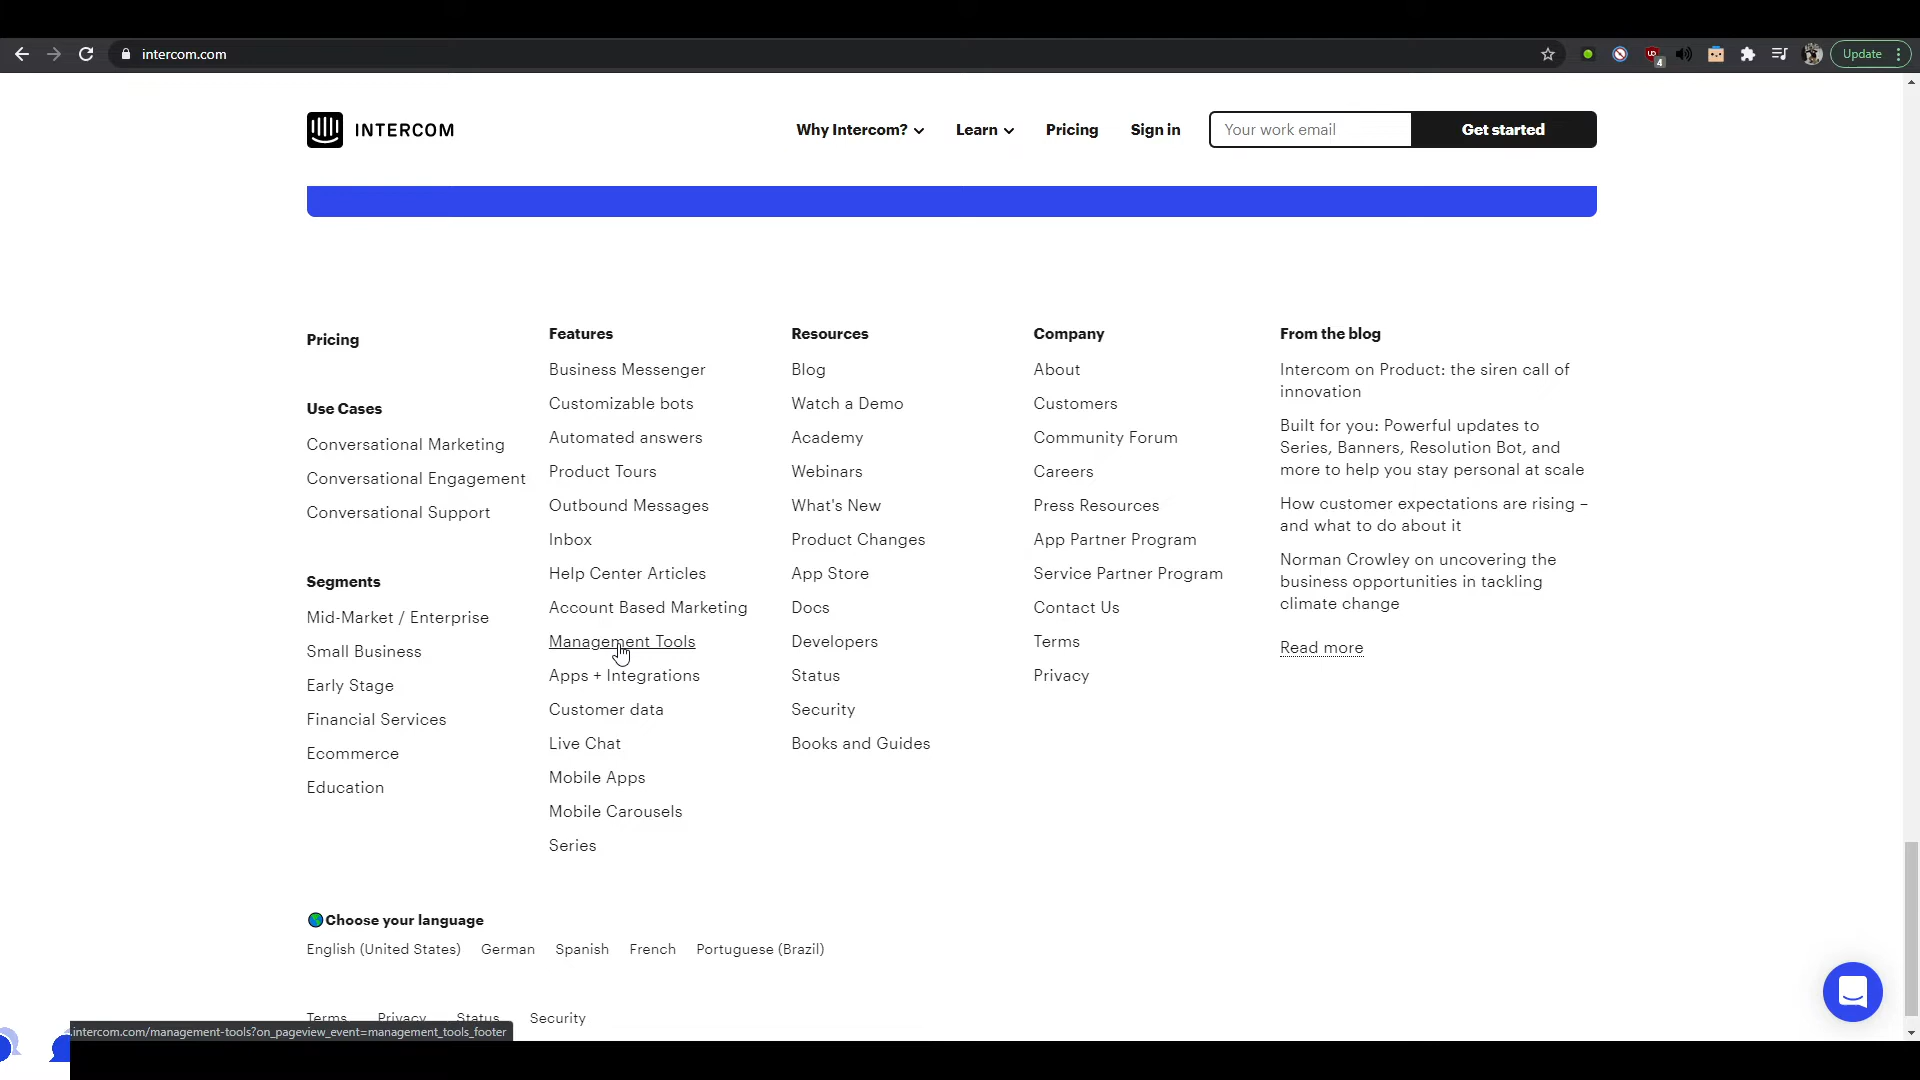 intercom.com
4
Update
INTERCOM
Why Intercom?
Learn
Pricing
Sign in
Your work email
Get started
Pricing
Use Cases
Conversational Marketing
Conversational Engagement
Conversational Support
Segments
Mid-Market / Enterprise
Small Business
Early Stage
Financial Services
Ecommerce
Education
Features
Business Messenger
Customizable bots
Automated answers
Product Tours
Outbound Messages
Inbox
Help Center Articles
Account Based Marketing
Management Tools
Apps + Integrations
Customer data
Live Chat
Mobile Apps
Mobile Carousels
Series
Resources
Blog
Watch a Demo
Academy
Webinars
What's New
Product Changes
App Store
Docs
Developers
Status
Security
Books and Guides
Company
About
Customers
Community Forum
Careers
Press Resources
App Partner Program
Service Partner Program
Contact Us
Terms
Privacy
From the blog
Intercom on Product: the siren call of
innovation
Built for you: Powerful updates to
Series, Banners, Resolution Bot, and
more to help you stay personal at scale
How customer expectations are rising –
and what to do about it
Norman Crowley on uncovering the
business opportunities in tackling
climate change
Read more
Choose your language
English (United States) German Spanish French Portuguese (Brazil)
Terms Privacy Status Security
.intercom.com/management-tools?on_pageview_event=management_tools_footer